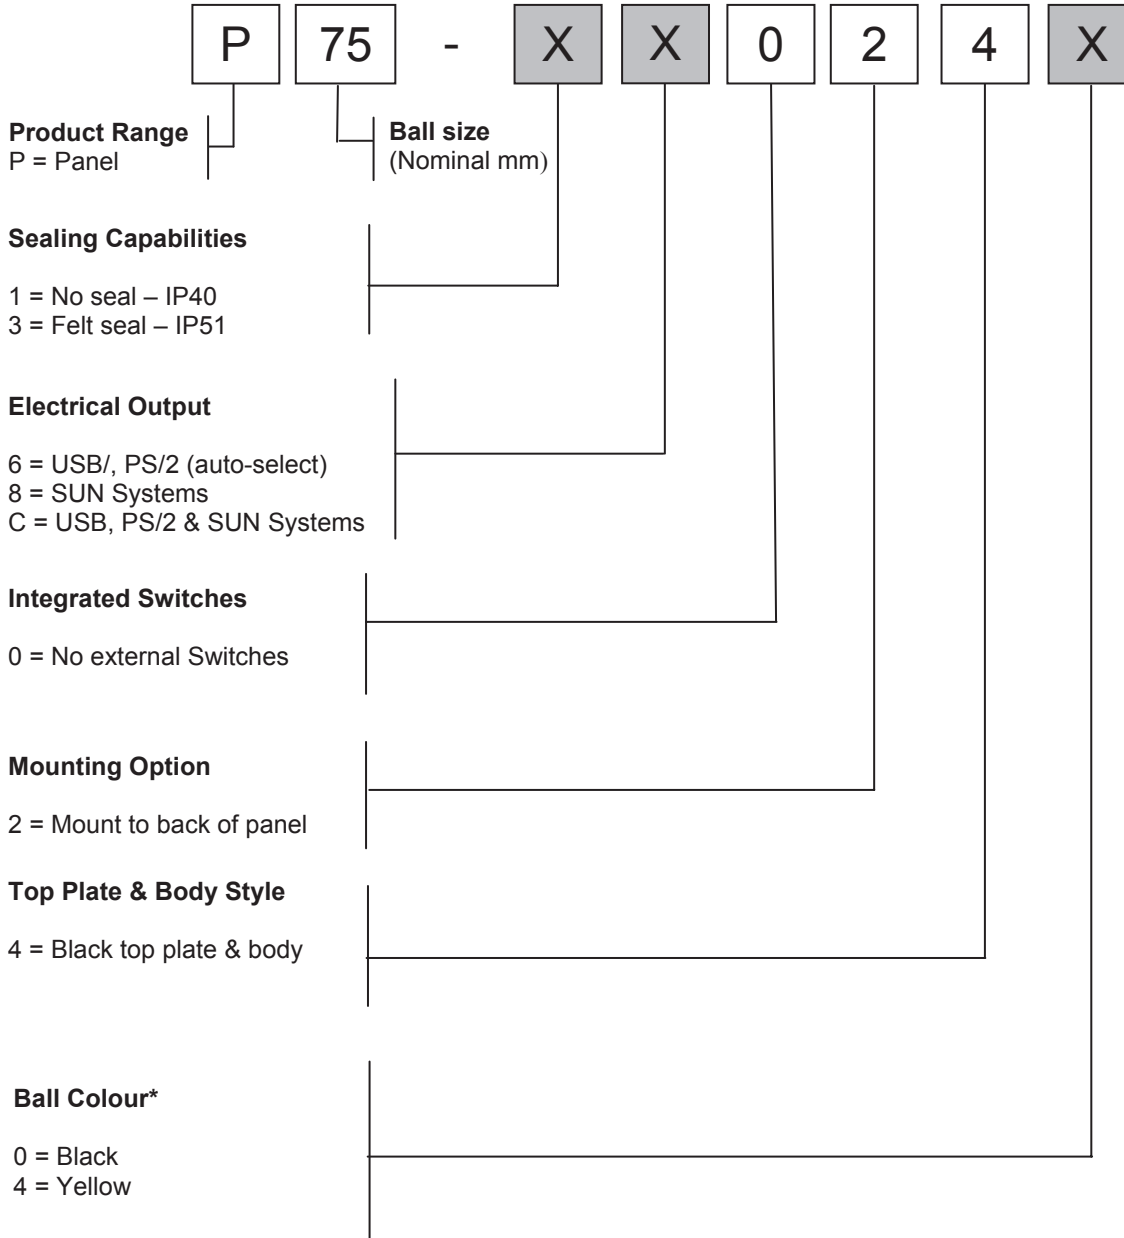 P 75 - X X 0 2 4 X
Product Range
P = Panel
Ball size
(Nominal mm)
Sealing Capabilities
1 = No seal – IP40
3 = Felt seal – IP51
Electrical Output
6 = USB/, PS/2 (auto-select)
8 = SUN Systems
C = USB, PS/2 & SUN Systems
Integrated Switches
0 = No external Switches
Mounting Option
2 = Mount to back of panel
Top Plate & Body Style
4 = Black top plate & body
Ball Colour*
0 = Black
4 = Yellow